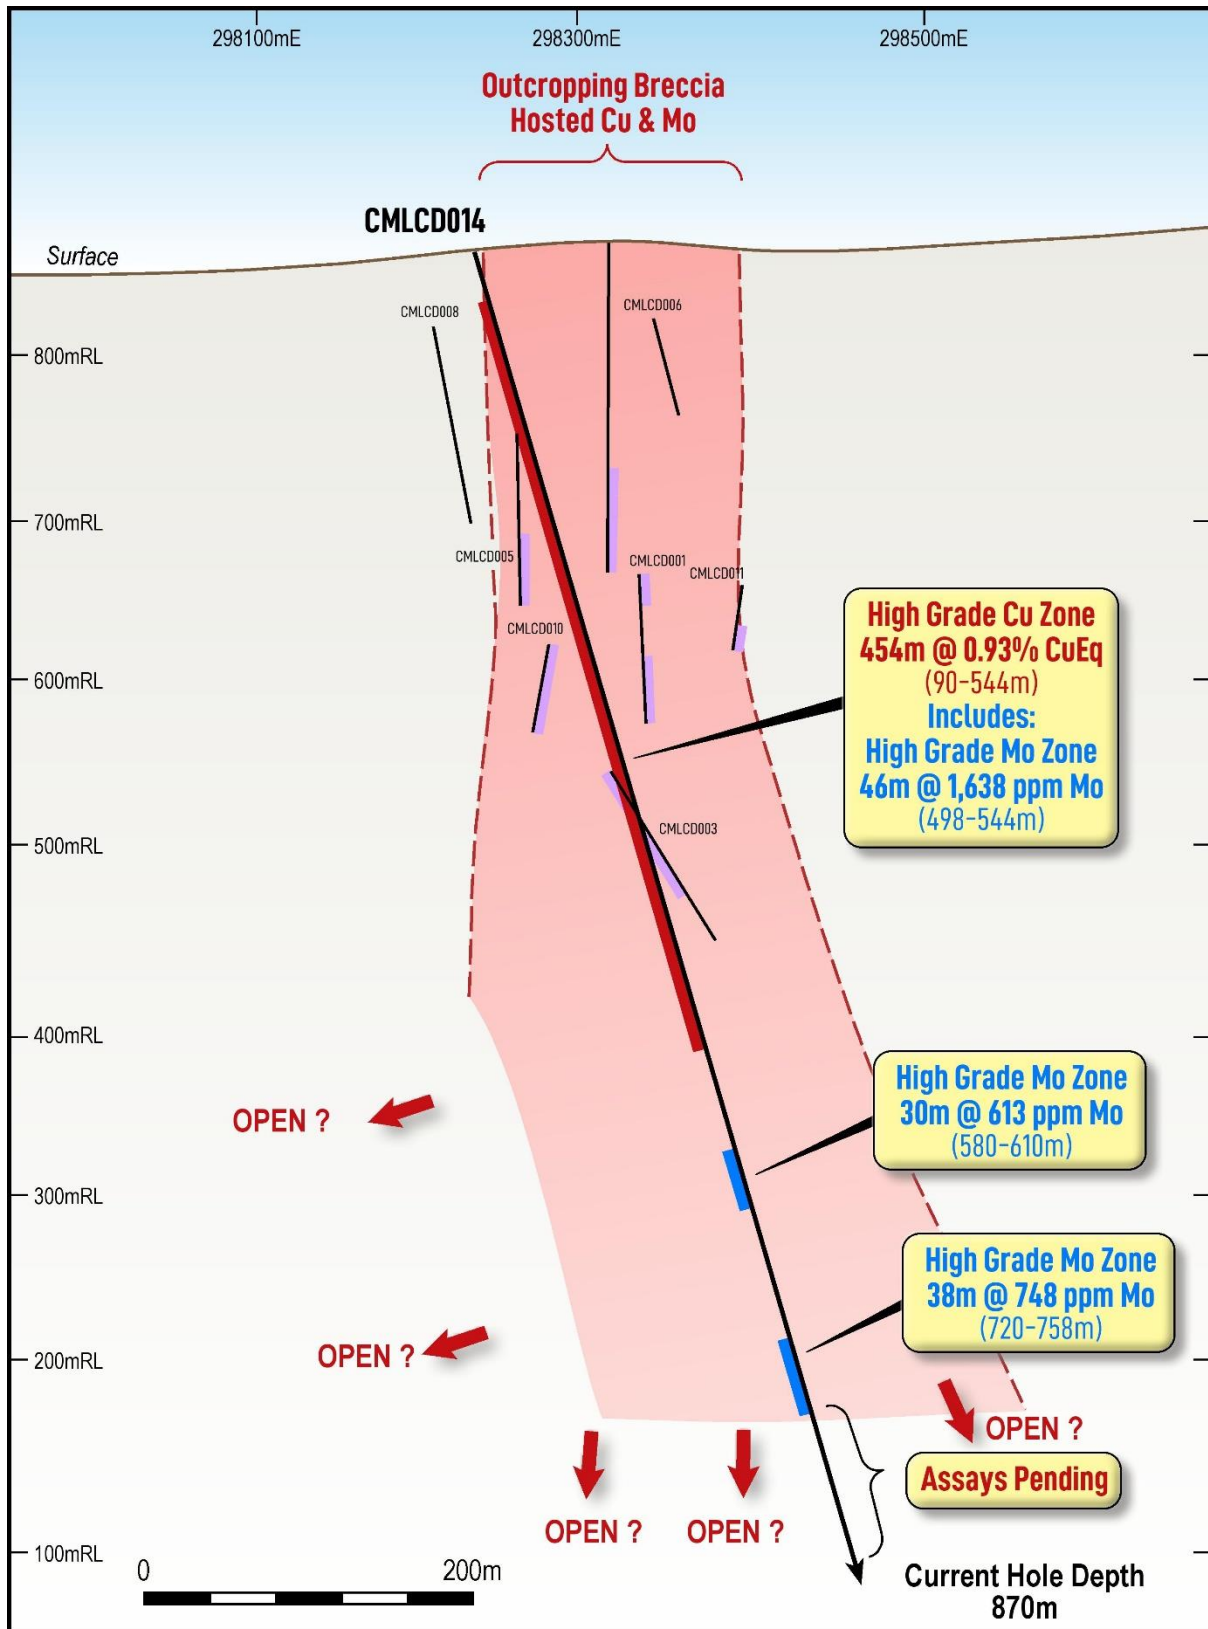 298100mE
298300mE
298500mE
Outcropping Breccia
Hosted Cu & Mo
CMLCD014
Surface
CMLCD008
CMLCD006
800mRL
700mRL
CMLCD005
CMLCD001
CMLCD011
CMLCD010
600mRL
High Grade Cu Zone
454m @ 0.93% CuEq
(90-544m)
Includes:
High Grade Mo Zone
46m @ 1,638 ppm Mo
(498-544m)
CMLCD003
500mRL
400mRL
High Grade Mo Zone
30m @ 613 ppm Mo
(580-610m)
OPEN ?
300mRL
High Grade Mo Zone
38m @ 748 ppm Mo
(720-758m)
OPEN ?
200mRL
OPEN ?
Assays Pending
OPEN ?
OPEN ?
100mRL
0
200m
Current Hole Depth
870m